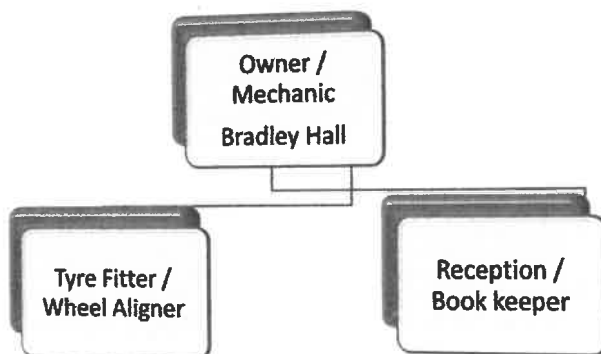 Owner /
Mechanic
Bradley Hall
Tyre Fitter /
Wheel Aligner
Reception /
Book keeper